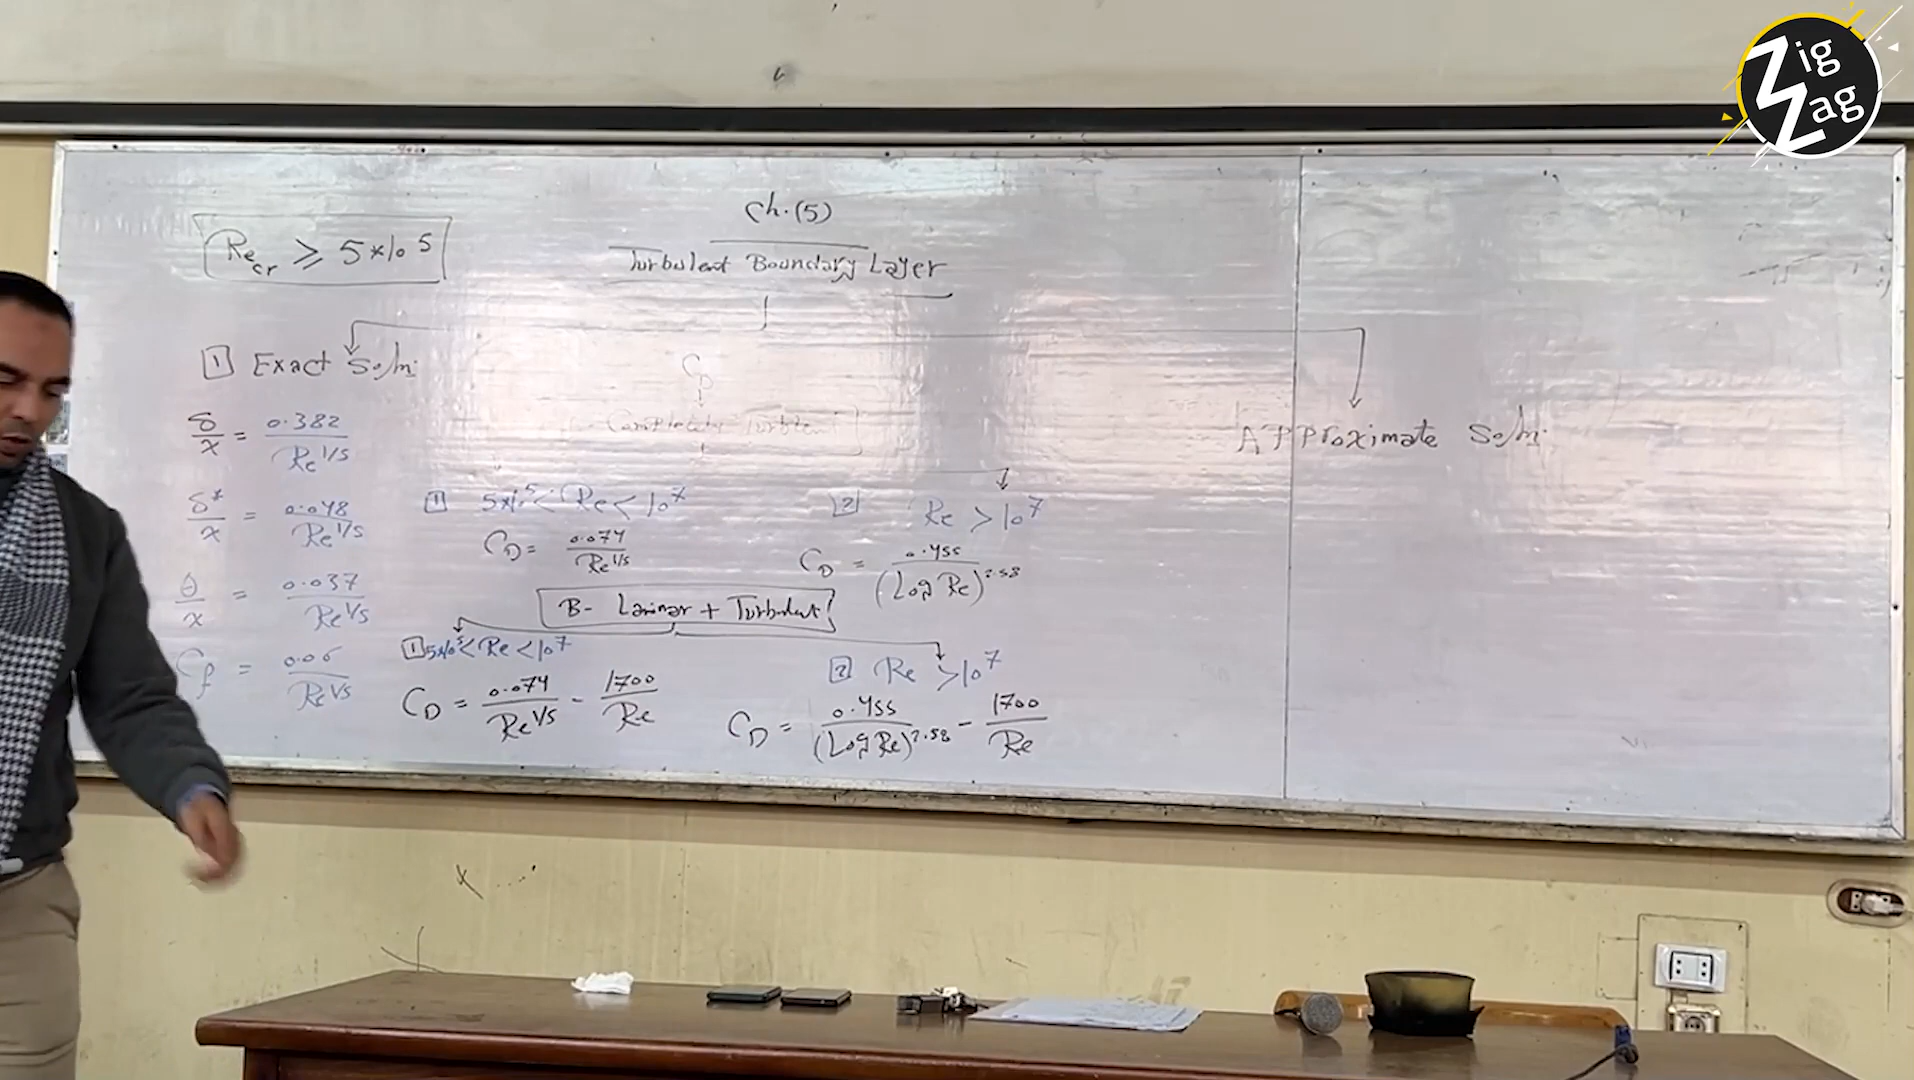 Zig
Zag
Ch.(5)
Turbulent Boundary Layer
Re_cr ≥ 5*10^5
1 Exact Soln:
δ/x = 0.382/Re^1/5
δ*/x = 0.048/Re^1/5
θ/x = 0.037/Re^1/5
C_f = 0.06/Re^1/5
C_D
Completely Turblent
1 5*10^5 < Re < 10^7
C_D = 0.074/Re^1/5
2 Re > 10^7
C_D = 0.455/(Log Re)^2.58
B- Laminar + Turbulent
1 5*10^5 < Re < 10^7
C_D = 0.074/Re^1/5 - 1700/Re
2 Re > 10^7
C_D = 0.455/(Log Re)^2.58 - 1700/Re
Approximate Soln: